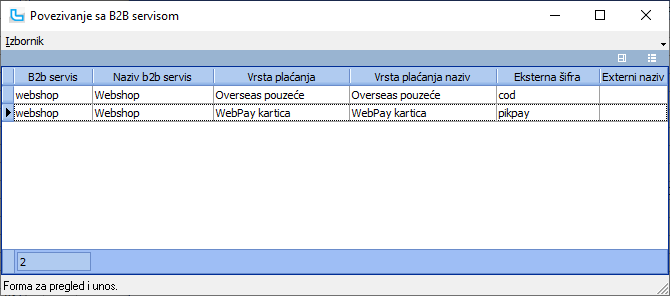 Povezivanje sa B2B servisom
Izbornik
B2b servis Naziv b2b servis Vrsta plaćanja Vrsta plaćanja naziv Eksterna šifra Externi naziv
webshop Webshop Overseas pouzeće Overseas pouzeće cod
webshop Webshop WebPay kartica WebPay kartica pikpay
2
Forma za pregled i unos.